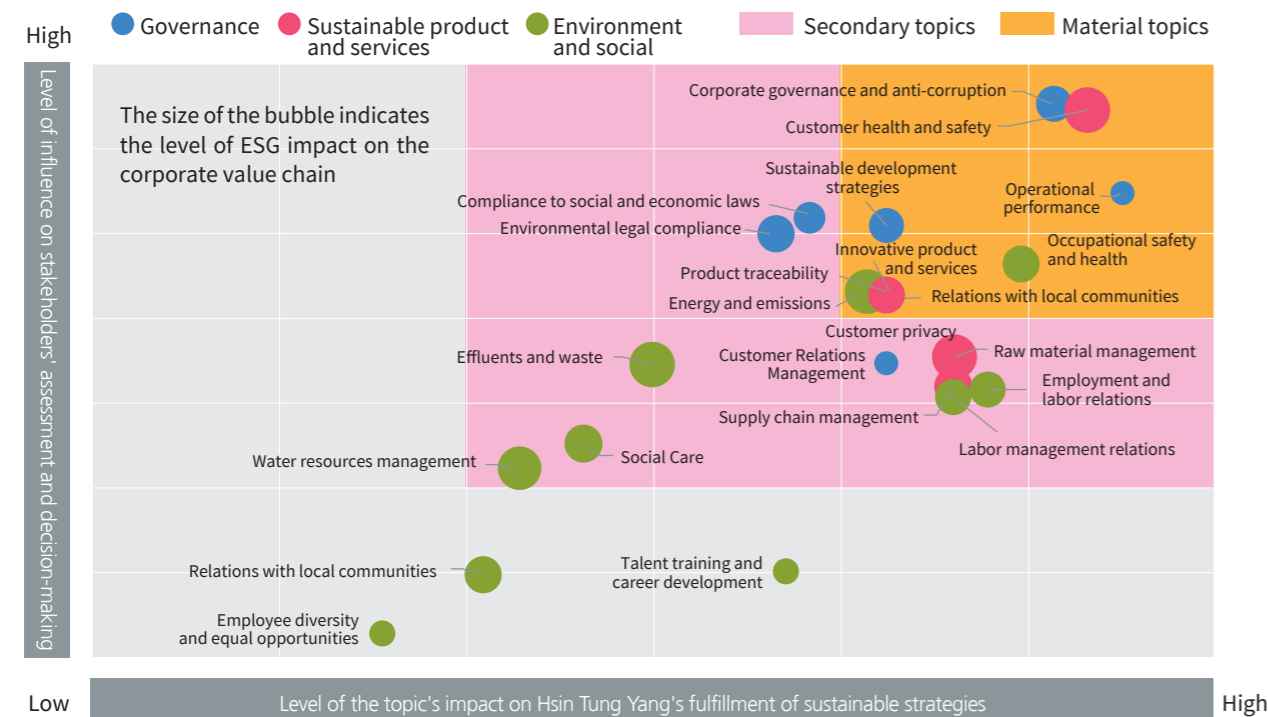 High
Governance
Sustainable product
and services
Environment
and social
Secondary topics
Material topics
Level of influence on stakeholders' assessment and decision-making
The size of the bubble indicates
the level of ESG impact on the
corporate value chain
Corporate governance and anti-corruption
Customer health and safety
Sustainable development
strategies
Operational
performance
Compliance to social and economic laws
Environmental legal compliance
Innovative product
and services
Occupational safety
and health
Product traceability
Energy and emissions
Relations with local communities
Customer privacy
Effluents and waste
Customer Relations
Management
Raw material management
Employment and
labor relations
Supply chain management
Labor management relations
Water resources management
Social Care
Relations with local communities
Talent training and
career development
Employee diversity
and equal opportunities
Low
Level of the topic's impact on Hsin Tung Yang's fulfillment of sustainable strategies
High